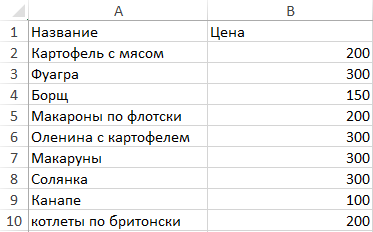 A B
1 Название Цена
2 Картофель с мясом 200
3 Фуагра 300
4 Борщ 150
5 Макароны по флотски 200
6 Оленина с картофелем 300
7 Макаруны 300
8 Солянка 300
9 Канапе 100
10 котлеты по бритонски 200